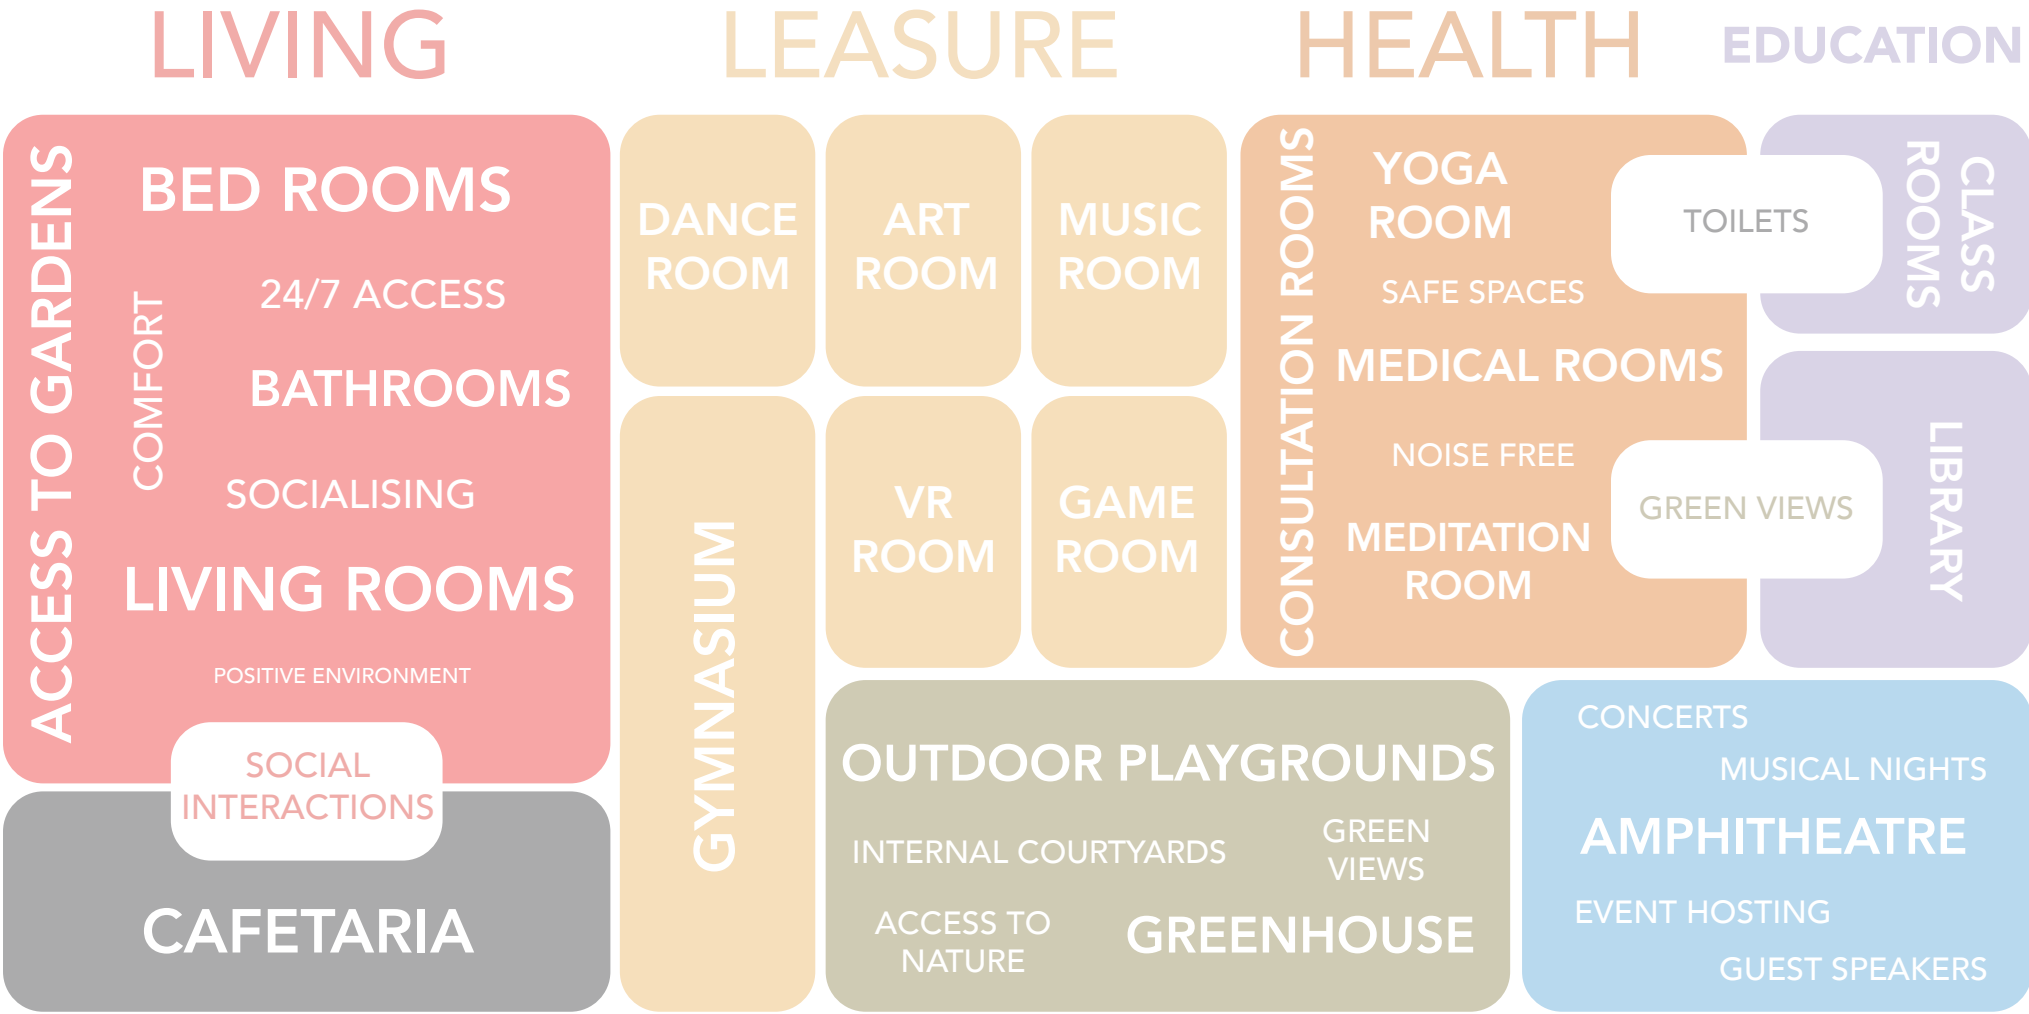 LIVING
LEASURE
HEALTH
EDUCATION
ACCESS TO GARDENS
BED ROOMS
24/7 ACCESS
COMFORT
BATHROOMS
SOCIALISING
LIVING ROOMS
POSITIVE ENVIRONMENT
SOCIAL
INTERACTIONS
CAFETARIA
DANCE
ROOM
ART
ROOM
MUSIC
ROOM
GYMNASIUM
VR
ROOM
GAME
ROOM
CONSULTATION ROOMS
YOGA
ROOM
SAFE SPACES
MEDICAL ROOMS
NOISE FREE
MEDITATION
ROOM
TOILETS
GREEN VIEWS
CLASS
ROOMS
LIBRARY
OUTDOOR PLAYGROUNDS
INTERNAL COURTYARDS
GREEN
VIEWS
ACCESS TO
NATURE
GREENHOUSE
CONCERTS
MUSICAL NIGHTS
AMPHITHEATRE
EVENT HOSTING
GUEST SPEAKERS